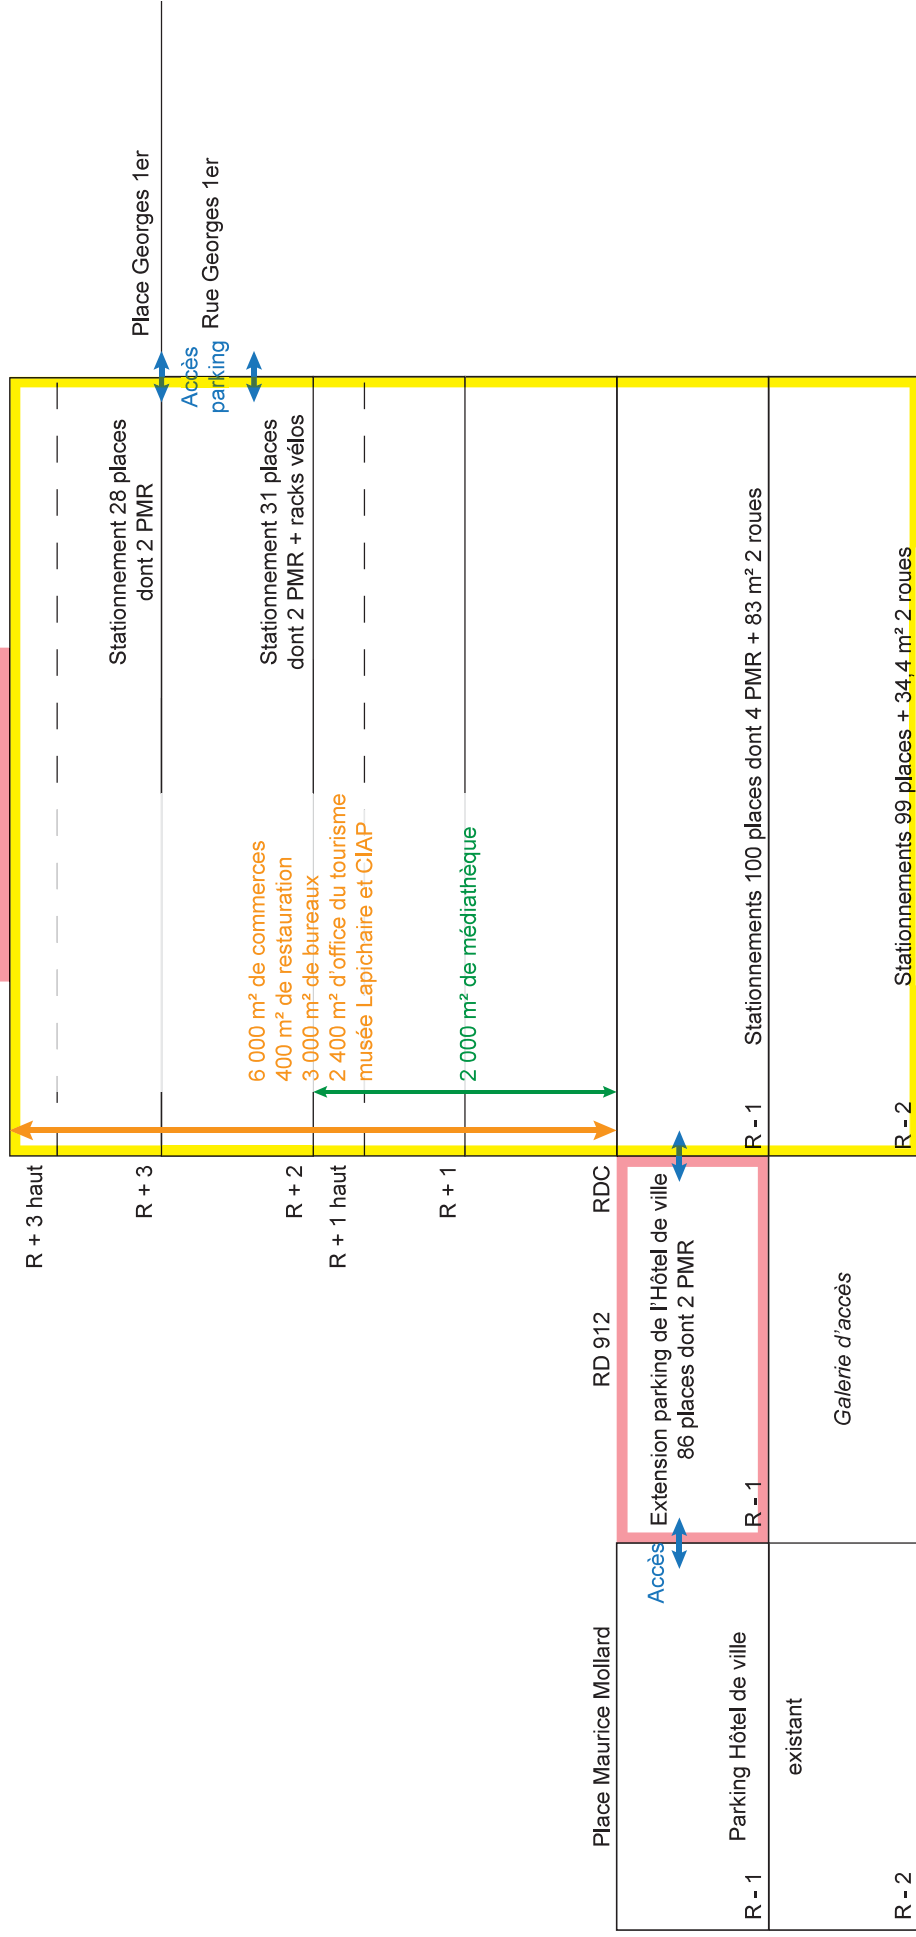 R + 3 haut
Stationnement 28 places
dont 2 PMR
Place Georges 1er
R + 3
Accès
parking
Rue Georges 1er
6 000 m² de commerces
400 m² de restauration
3 000 m² de bureaux
2 400 m² d'office du tourisme
musée Lapichaire et CIAP
Stationnement 31 places
dont 2 PMR + racks vélos
R + 2
R + 1 haut
R + 1
2 000 m² de médiathèque
Place Maurice Mollard
RD 912
RDC
Accès
Extension parking de l'Hôtel de ville
86 places dont 2 PMR
R - 1
Parking Hôtel de ville
R - 1
R - 1
Stationnements 100 places dont 4 PMR + 83 m² 2 roues
existant
Galerie d'accès
R - 2
R - 2
Stationnements 99 places + 34,4 m² 2 roues